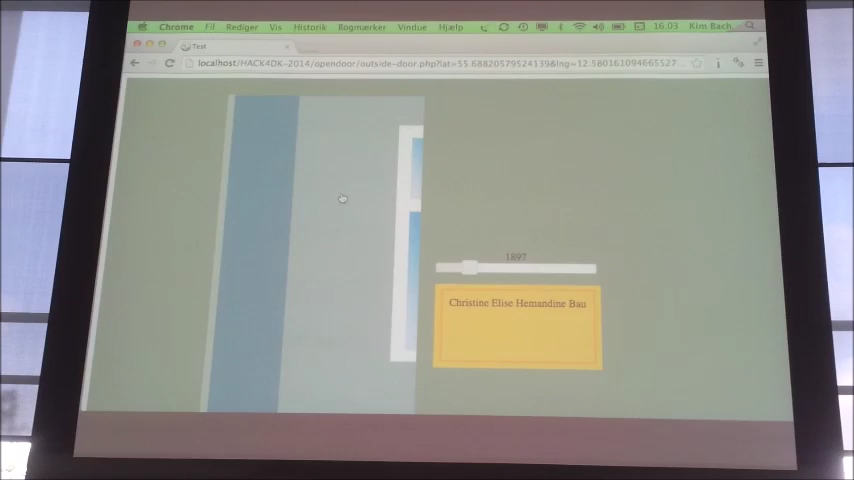 Chrome Fil Rediger Vis Historik Bogmærker Vindue Hjælp 16.03 Kim Bach
Test
localhost/HACK4DK-2014/opendoor/outside-door.php?lat=55.68820579524139&lng=12.580161094665527...
1897
Christine Elise Hemandine Bau